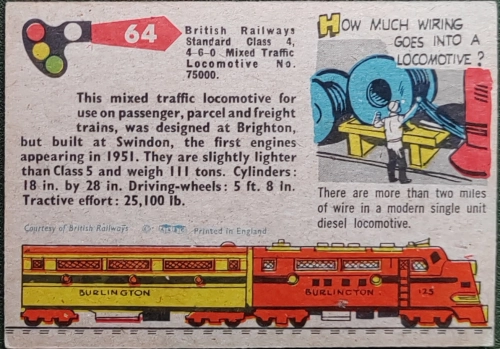 64
British Railways
Standard Class 4,
4-6-0 Mixed Traffic
Locomotive No.
75000.
This mixed traffic locomotive for
use on passenger, parcel and freight
trains, was designed at Brighton,
but built at Swindon, the first engines
appearing in 1951. They are slightly lighter
than Class 5 and weigh 111 tons. Cylinders:
18 in. by 28 in. Driving-wheels: 5 ft. 8 in.
Tractive effort: 25,100 lb.
Courtesy of British Railways
©:
Printed in England
HOW MUCH WIRING
GOES INTO A
LOCOMOTIVE?
There are more than two miles
of wire in a modern single unit
diesel locomotive.
BURLINGTON
BURLINGTON
125